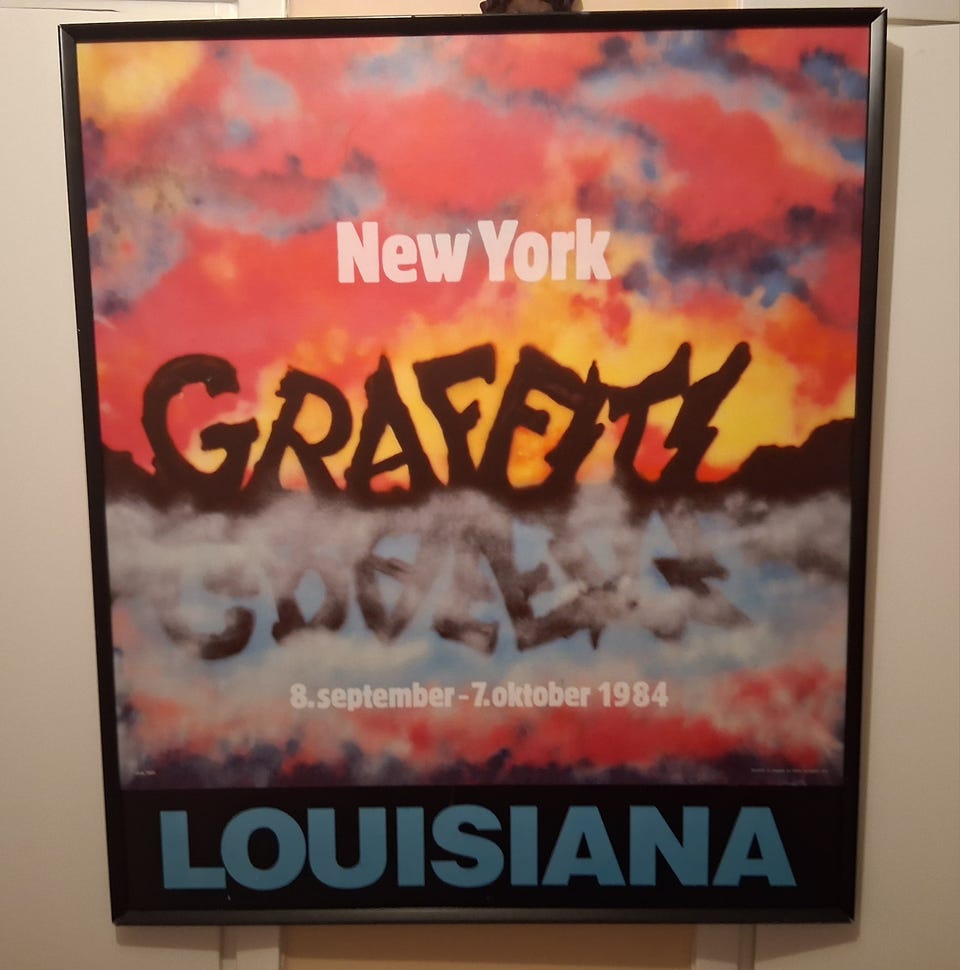 New York
GRAFFITI
8. september - 7. oktober 1984
LOUISIANA